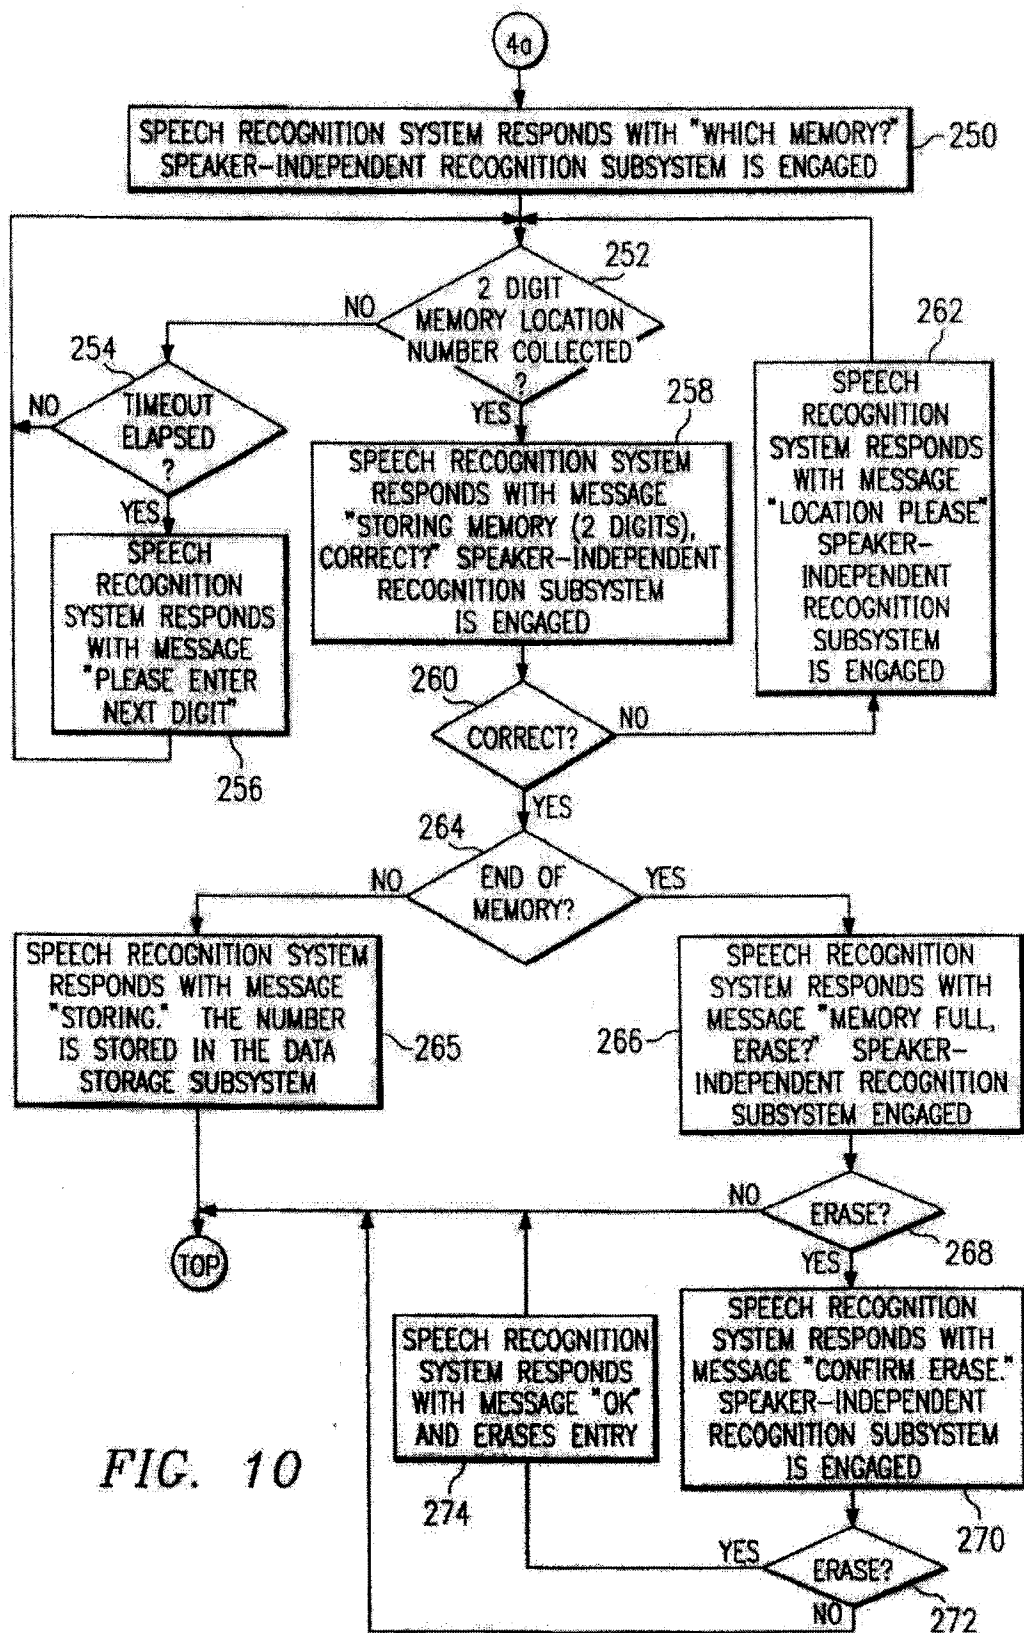 4a
SPEECH RECOGNITION SYSTEM RESPONDS WITH "WHICH MEMORY?"
SPEAKER-INDEPENDENT RECOGNITION SUBSYSTEM IS ENGAGED
250
252
2 DIGIT
MEMORY LOCATION
NUMBER COLLECTED
?
NO
YES
254
TIMEOUT
ELAPSED
?
NO
YES
SPEECH
RECOGNITION
SYSTEM RESPONDS
WITH MESSAGE
"PLEASE ENTER
NEXT DIGIT"
256
258
SPEECH RECOGNITION SYSTEM
RESPONDS WITH MESSAGE
"STORING MEMORY (2 DIGITS),
CORRECT?" SPEAKER-INDEPENDENT
RECOGNITION SUBSYSTEM
IS ENGAGED
262
SPEECH
RECOGNITION
SYSTEM RESPONDS
WITH MESSAGE
"LOCATION PLEASE"
SPEAKER-
INDEPENDENT
RECOGNITION
SUBSYSTEM
IS ENGAGED
260
CORRECT?
NO
YES
264
END OF
MEMORY?
NO
YES
SPEECH RECOGNITION SYSTEM
RESPONDS WITH MESSAGE
"STORING." THE NUMBER
IS STORED IN THE DATA
STORAGE SUBSYSTEM
265
266
SPEECH RECOGNITION
SYSTEM RESPONDS WITH
MESSAGE "MEMORY FULL,
ERASE?" SPEAKER-
INDEPENDENT RECOGNITION
SUBSYSTEM ENGAGED
NO
ERASE?
268
YES
TOP
SPEECH RECOGNITION
SYSTEM RESPONDS WITH
MESSAGE "CONFIRM ERASE."
SPEAKER-INDEPENDENT
RECOGNITION SUBSYSTEM
IS ENGAGED
270
SPEECH RECOGNITION
SYSTEM RESPONDS
WITH MESSAGE "OK"
AND ERASES ENTRY
274
YES
ERASE?
NO
272
FIG. 10